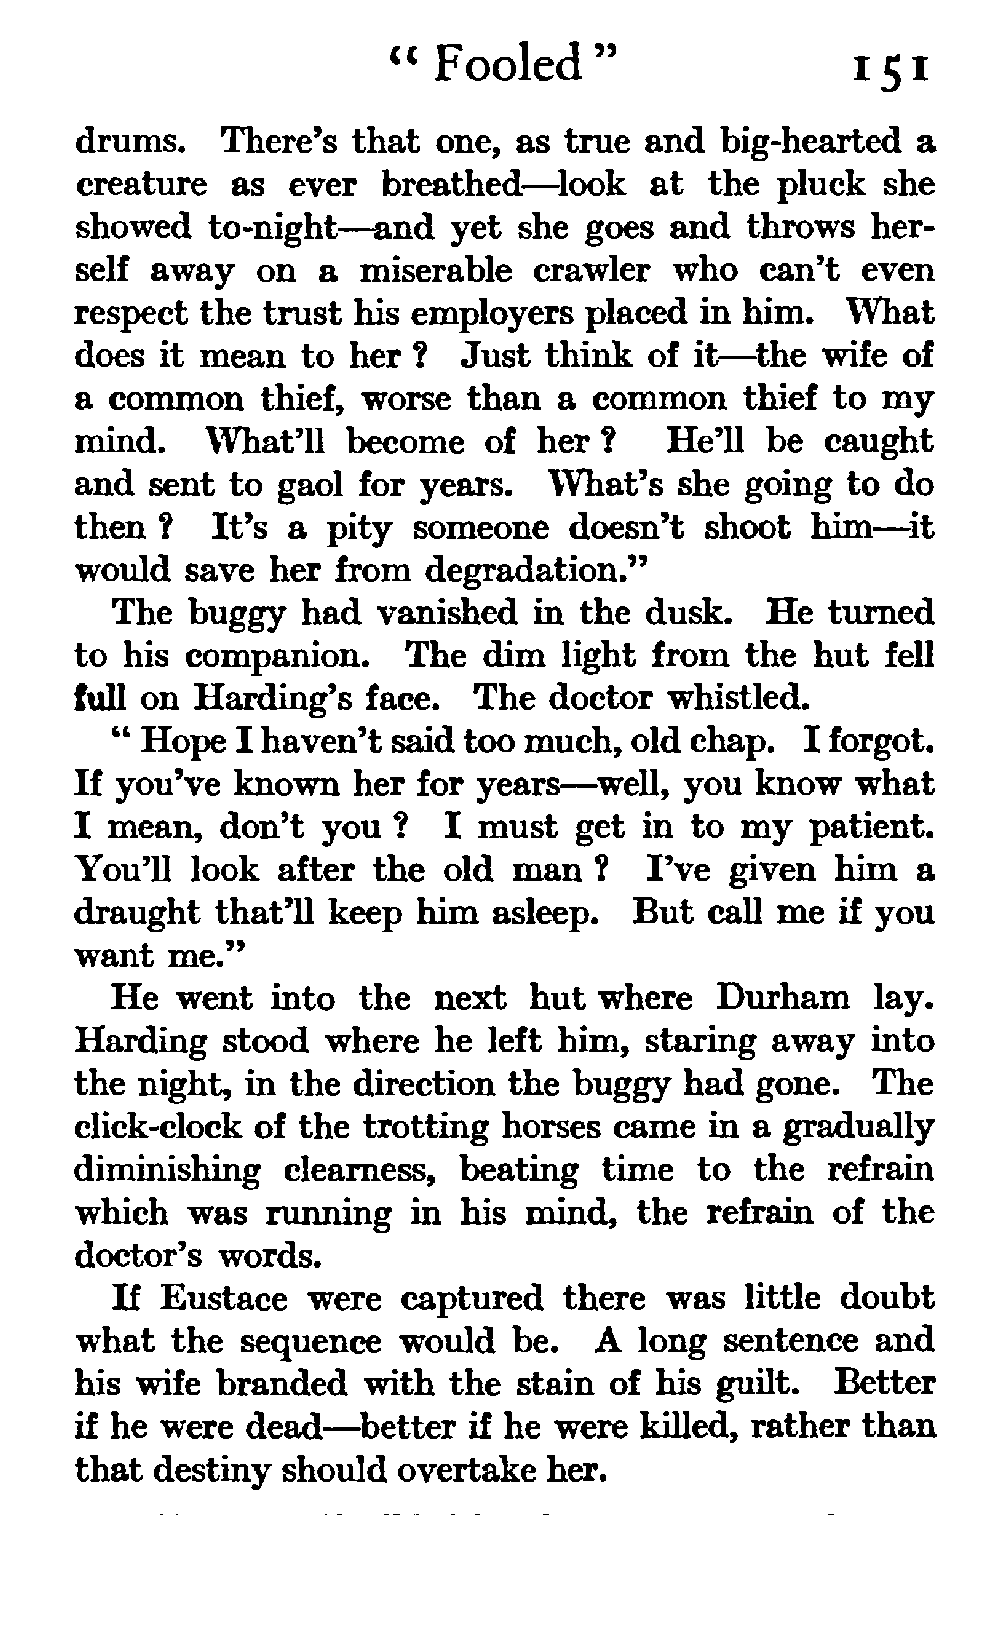 “ Fooled ” 151
drums. There’s that one, as true and big-hearted a
creature as ever breathed—look at the pluck she
showed to-night—and yet she goes and throws her-
self away on a miserable crawler who can’t even
respect the trust his employers placed in him. What
does it mean to her ? Just think of it—the wife of
a common thief, worse than a common thief to my
mind. What’ll become of her ? He’ll be caught
and sent to gaol for years. What’s she going to do
then ? It’s a pity someone doesn’t shoot him—it
would save her from degradation.”
The buggy had vanished in the dusk. He turned
to his companion. The dim light from the hut fell
full on Harding’s face. The doctor whistled.
“ Hope I haven’t said too much, old chap. I forgot.
If you’ve known her for years—well, you know what
I mean, don’t you ? I must get in to my patient.
You’ll look after the old man ? I’ve given him a
draught that’ll keep him asleep. But call me if you
want me.”
He went into the next hut where Durham lay.
Harding stood where he left him, staring away into
the night, in the direction the buggy had gone. The
click-clock of the trotting horses came in a gradually
diminishing clearness, beating time to the refrain
which was running in his mind, the refrain of the
doctor’s words.
If Eustace were captured there was little doubt
what the sequence would be. A long sentence and
his wife branded with the stain of his guilt. Better
if he were dead—better if he were killed, rather than
that destiny should overtake her.